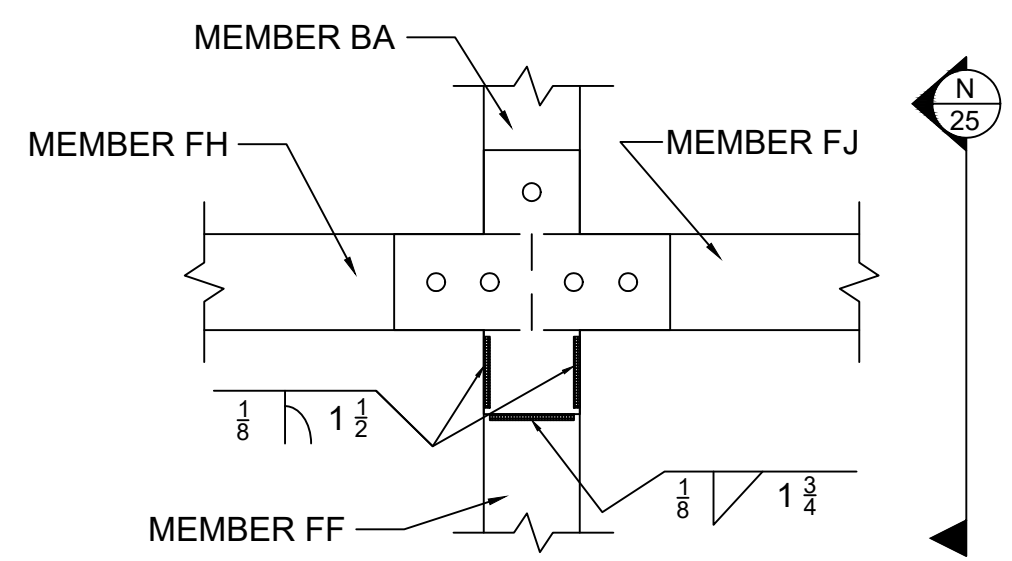 MEMBER BA
MEMBER FH
MEMBER FJ
N
25
1/8 1 1/2
1/8 1 3/4
MEMBER FF